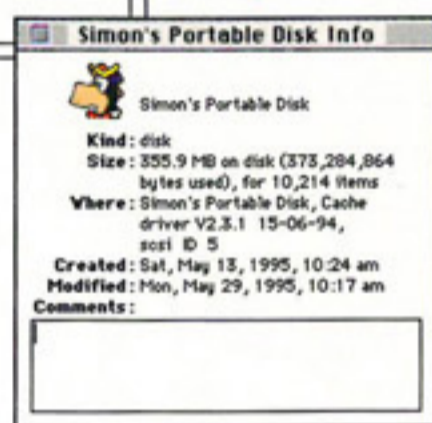 Simon's Portable Disk Info
Simon's Portable Disk
Kind: disk
Size: 355.9 MB on disk (373,284,864
bytes used), for 10,214 items
Where: Simon's Portable Disk, Cache
driver V2.3.1 15-06-94,
scsi ID 5
Created: Sat, May 13, 1995, 10:24 am
Modified: Mon, May 29, 1995, 10:17 am
Comments: